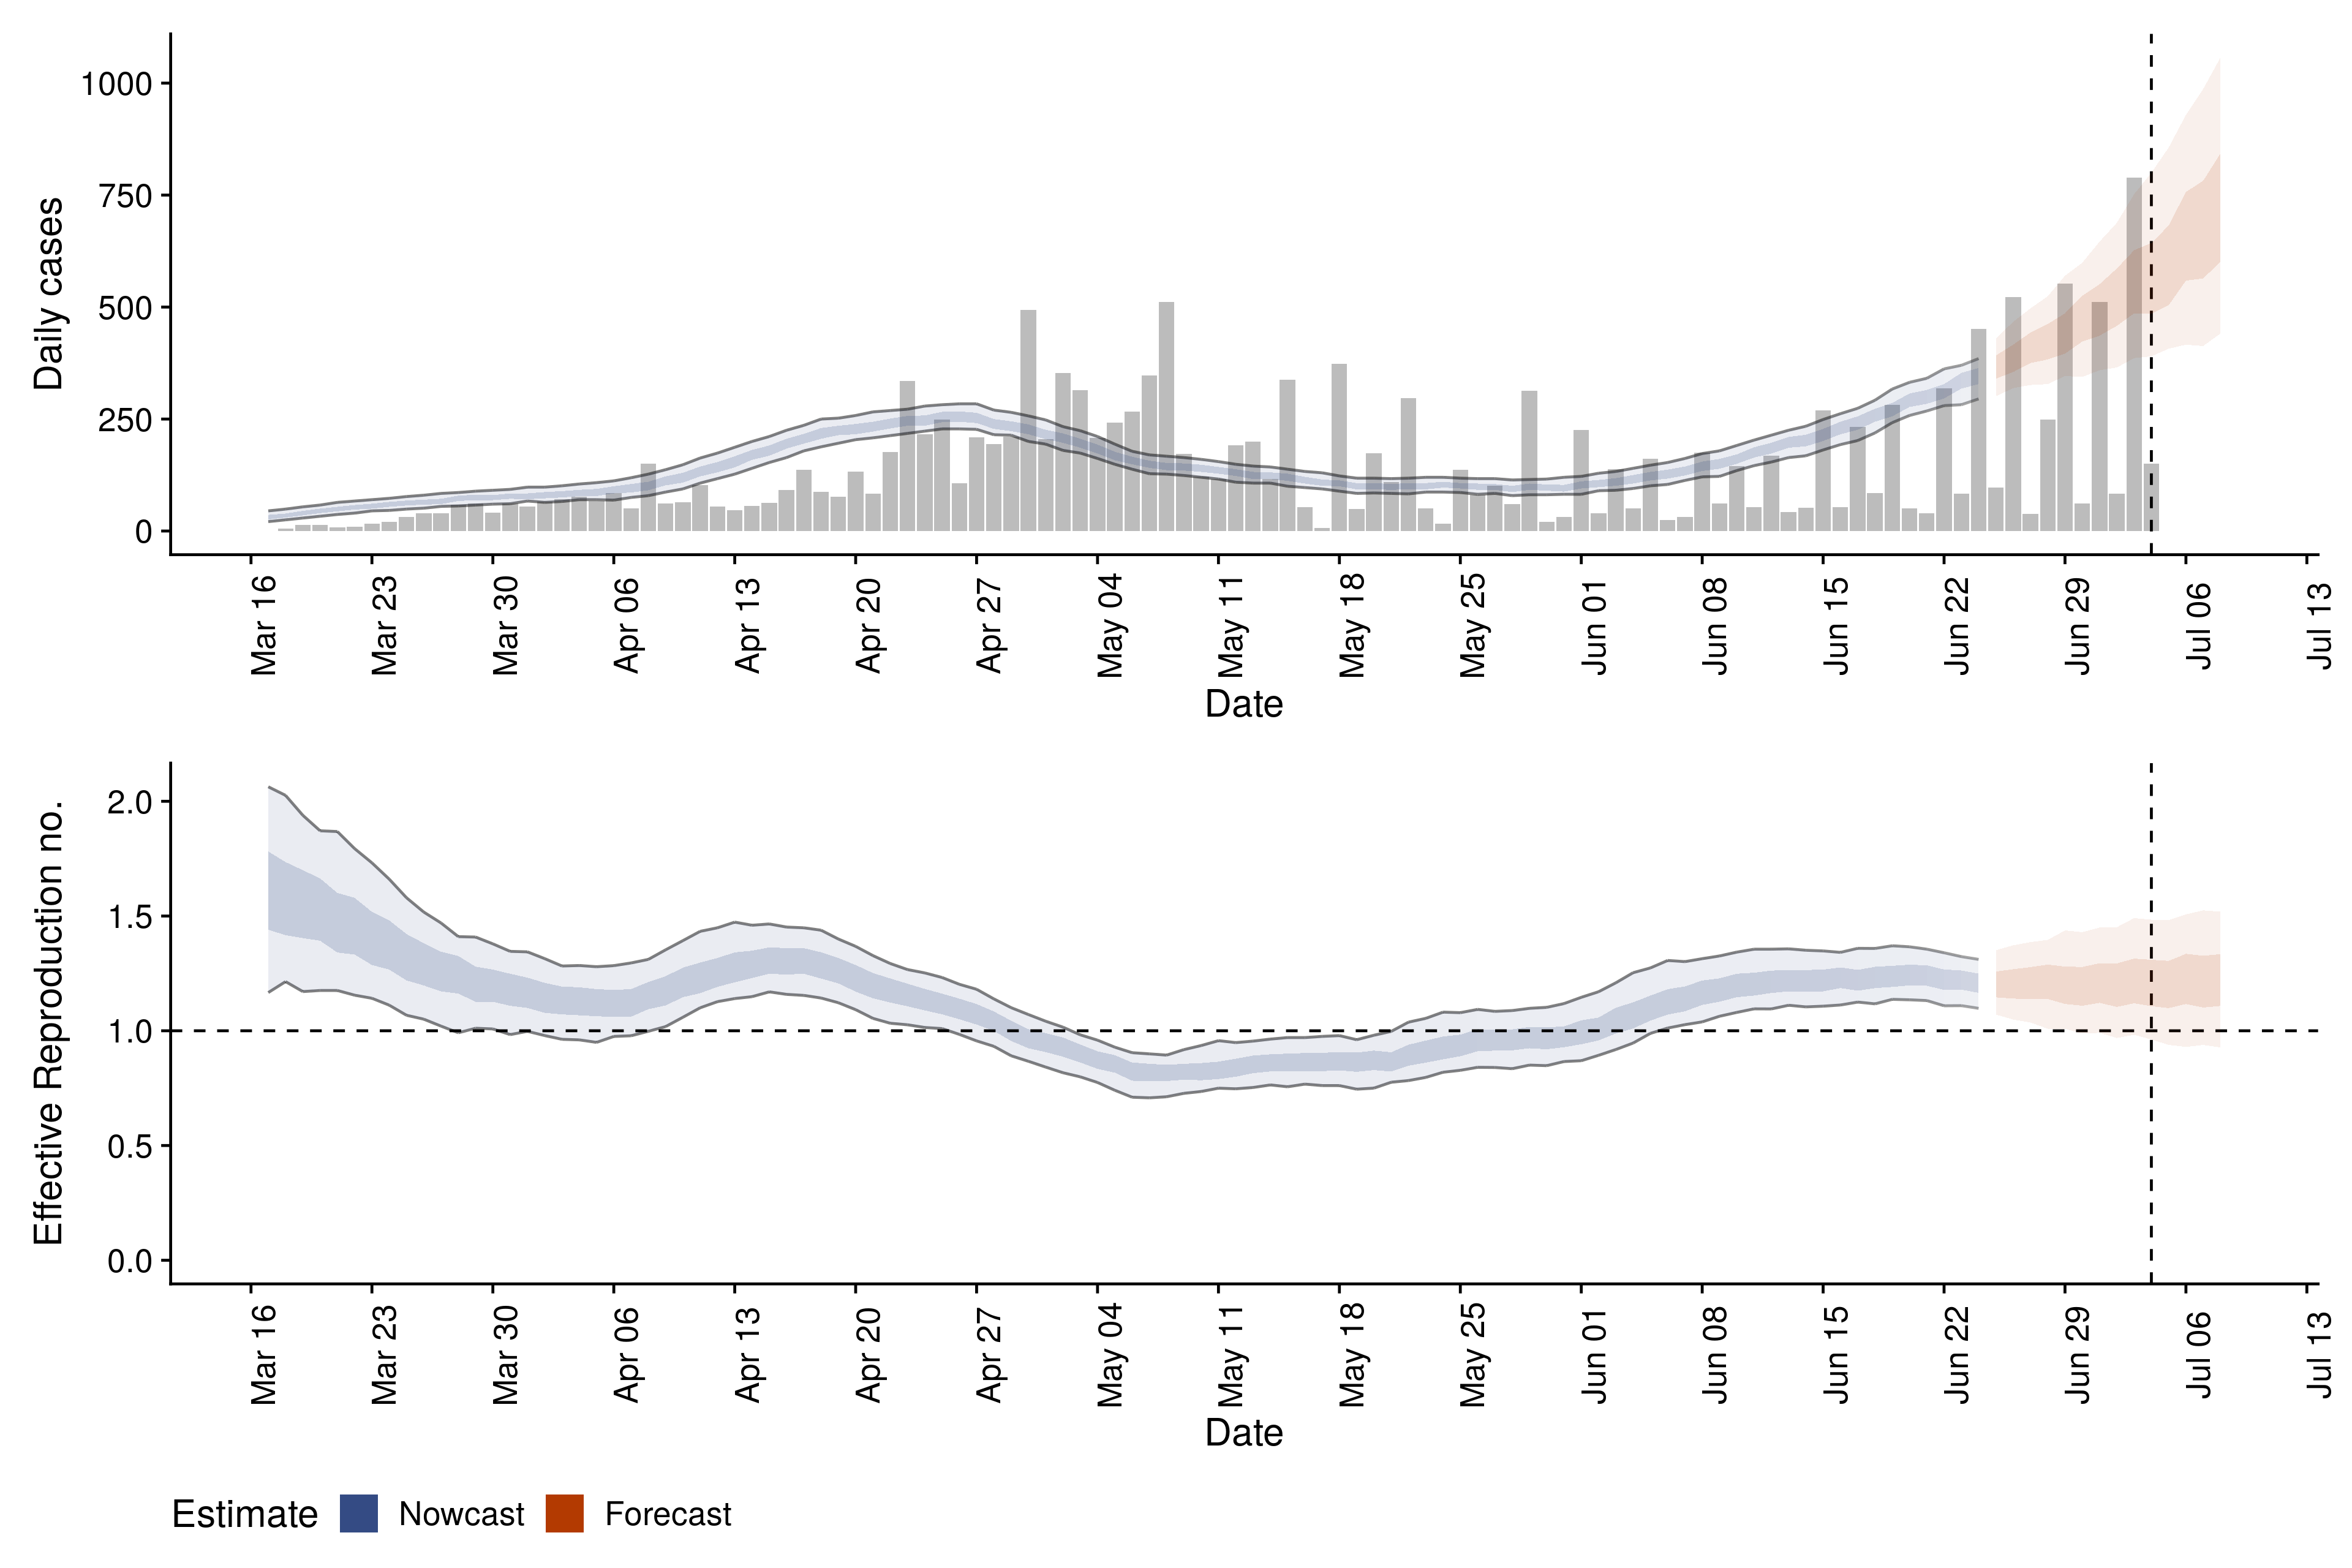 Daily cases
1000
750
500
250
0
Mar 16
Mar 23
Mar 30
Apr 06
Apr 13
Apr 20
Apr 27
May 04
May 11
May 18
May 25
Jun 01
Jun 08
Jun 15
Jun 22
Jun 29
Jul 06
Jul 13
Date
Effective Reproduction no.
2.0
1.5
1.0
0.5
0.0
Mar 16
Mar 23
Mar 30
Apr 06
Apr 13
Apr 20
Apr 27
May 04
May 11
May 18
May 25
Jun 01
Jun 08
Jun 15
Jun 22
Jun 29
Jul 06
Jul 13
Date
Estimate Nowcast Forecast